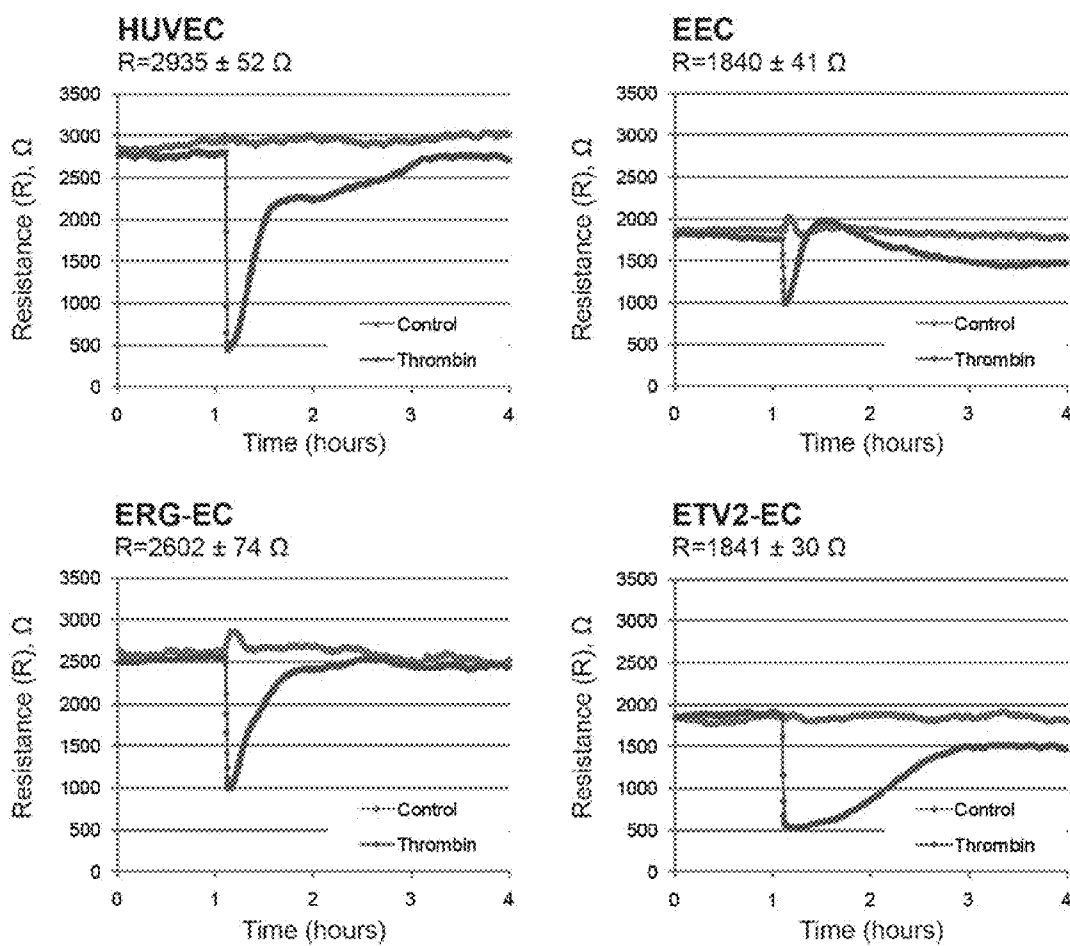 HUVEC
R=2935 ± 52 Ω
Resistance (R), Ω
3500
3000
2500
2000
1500
1000
500
0
Control
Thrombin
0 1 2 3 4
Time (hours)
EEC
R=1840 ± 41 Ω
Resistance (R), Ω
3500
3000
2500
2000
1500
1000
500
0
Control
Thrombin
0 1 2 3 4
Time (hours)
ERG-EC
R=2602 ± 74 Ω
Resistance (R), Ω
3500
3000
2500
2000
1500
1000
500
0
Control
Thrombin
0 1 2 3 4
Time (hours)
ETV2-EC
R=1841 ± 30 Ω
Resistance (R), Ω
3500
3000
2500
2000
1500
1000
500
0
Control
Thrombin
0 1 2 3 4
Time (hours)